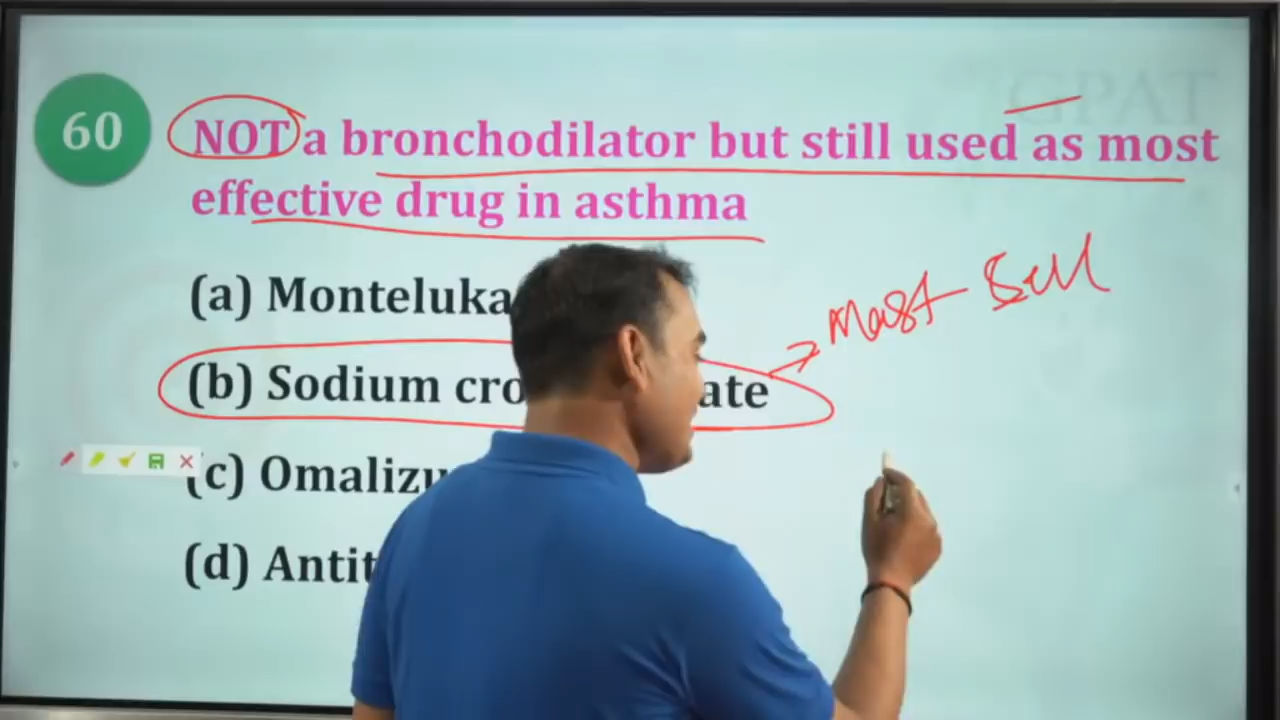 60
NOT a bronchodilator but still used as most
effective drug in asthma
GPAT
(a) Monteluka
(b) Sodium cro ate
Mast
(c) Omalizu
(d) Antit